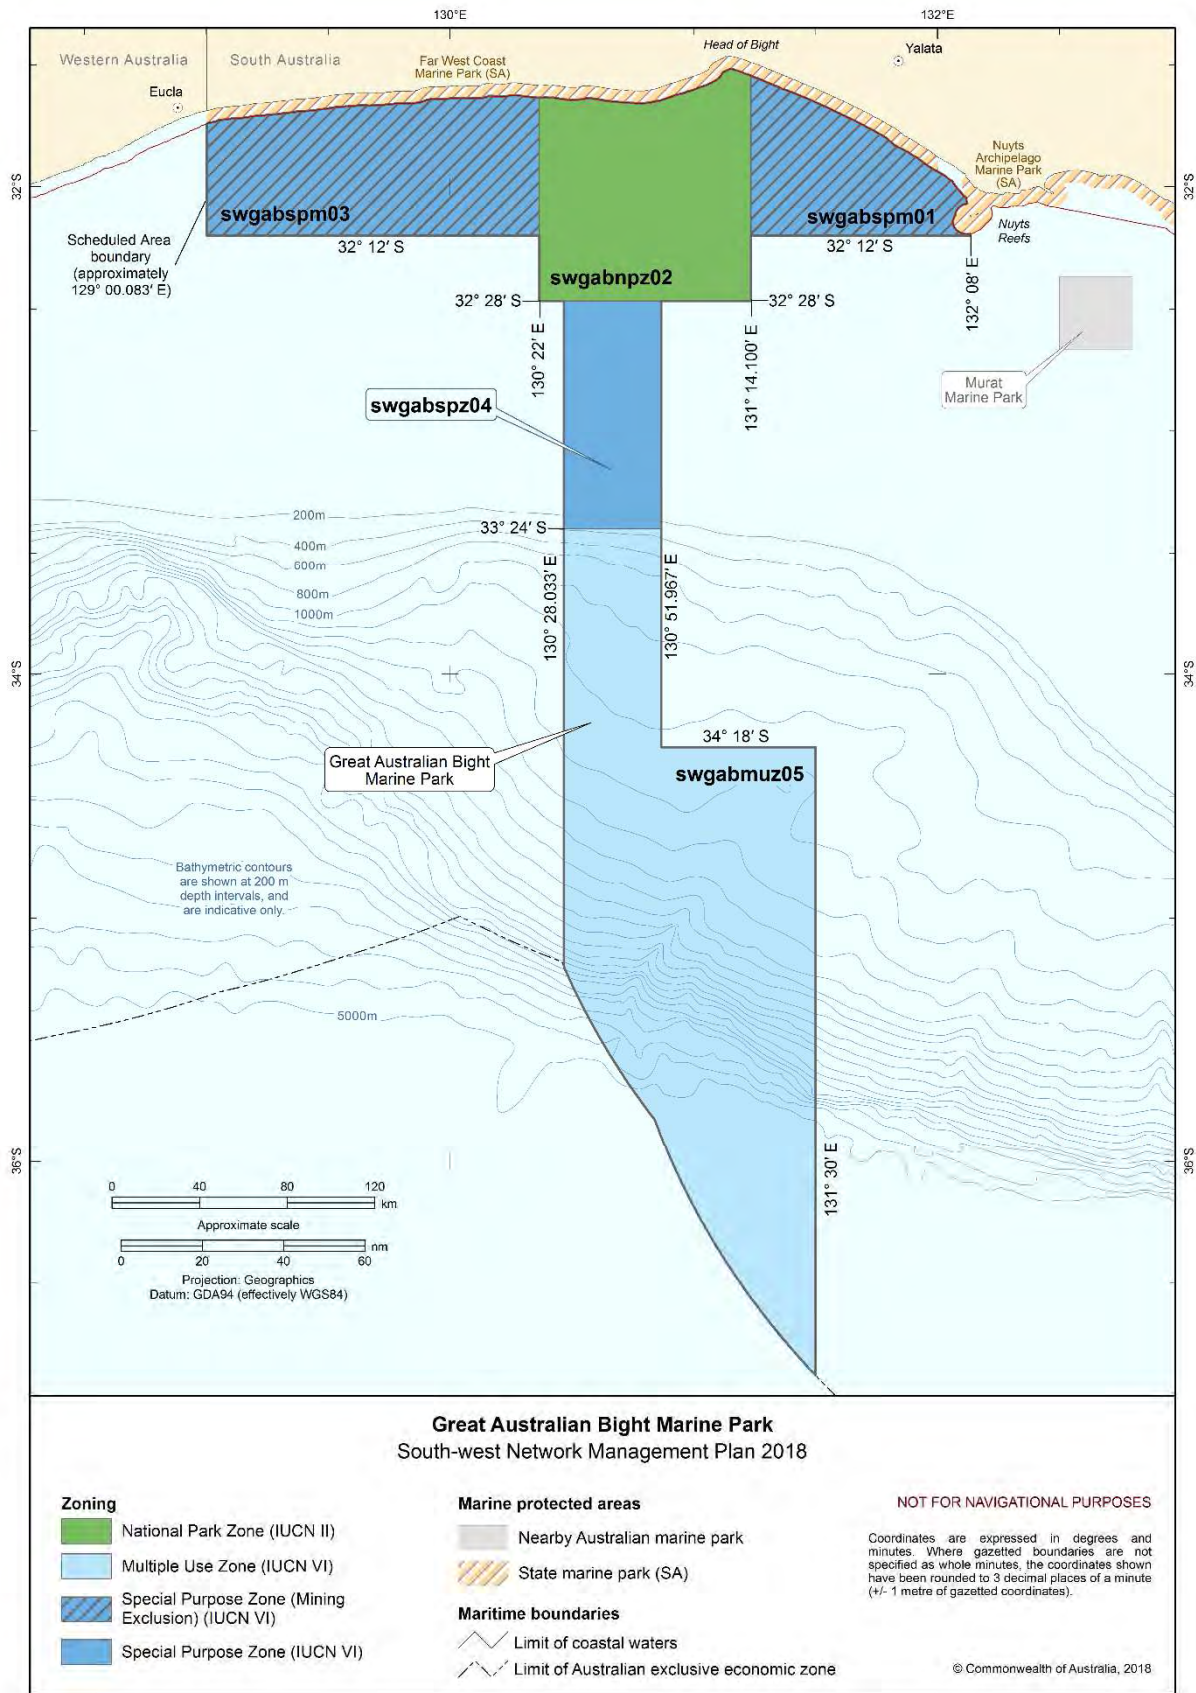 130°E
132°E
Western Australia
South Australia
Eucla
Far West Coast
Marine Park (SA)
Head of Bight
Yalata
Nuyts
Archipelago
Marine Park
(SA)
32°S
32°S
swgabspm03
swgabspm01
Nuyts
Reefs
Scheduled Area
boundary
(approximately
129° 00.083′ E)
32° 12′ S
32° 12′ S
132° 08′ E
swgabnpz02
32° 28′ S
32° 28′ S
130° 22′ E
131° 14.100′ E
Murat
Marine Park
swgabspz04
200m
33° 24′ S
400m
600m
800m
1000m
130° 28.033′ E
130° 51.967′ E
34°S
34°S
34° 18′ S
Great Australian Bight
Marine Park
swgabmuz05
Bathymetric contours
are shown at 200 m
depth intervals, and
are indicative only.
5000m
36°S
36°S
131° 30′ E
0 40 80 120
km
Approximate scale
nm
0 20 40 60
Projection: Geographics
Datum: GDA94 (effectively WGS84)
Great Australian Bight Marine Park
South-west Network Management Plan 2018
Zoning
National Park Zone (IUCN II)
Multiple Use Zone (IUCN VI)
Special Purpose Zone (Mining
Exclusion) (IUCN VI)
Special Purpose Zone (IUCN VI)
Marine protected areas
Nearby Australian marine park
State marine park (SA)
Maritime boundaries
Limit of coastal waters
Limit of Australian exclusive economic zone
NOT FOR NAVIGATIONAL PURPOSES
Coordinates are expressed in degrees and
minutes. Where gazetted boundaries are not
specified as whole minutes, the coordinates shown
have been rounded to 3 decimal places of a minute
(+/- 1 metre of gazetted coordinates).
© Commonwealth of Australia, 2018